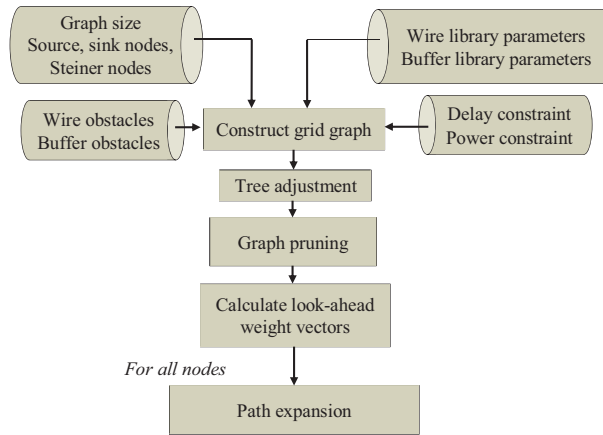 Graph size
Source, sink nodes,
Steiner nodes
Wire library parameters
Buffer library parameters
Wire obstacles
Buffer obstacles
Construct grid graph
Delay constraint
Power constraint
Tree adjustment
Graph pruning
Calculate look-ahead
weight vectors
For all nodes
Path expansion